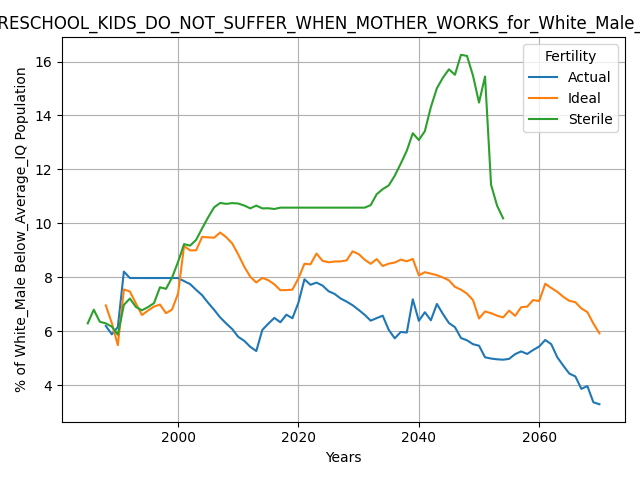 RESCHOOL_KIDS_DO_NOT_SUFFER_WHEN_MOTHER_WORKS_for_White_Male_
% of White_Male Below_Average_IQ Population
16
14
12
10
8
6
4
Fertility
Actual
Ideal
Sterile
2000 2020 2040 2060
Years